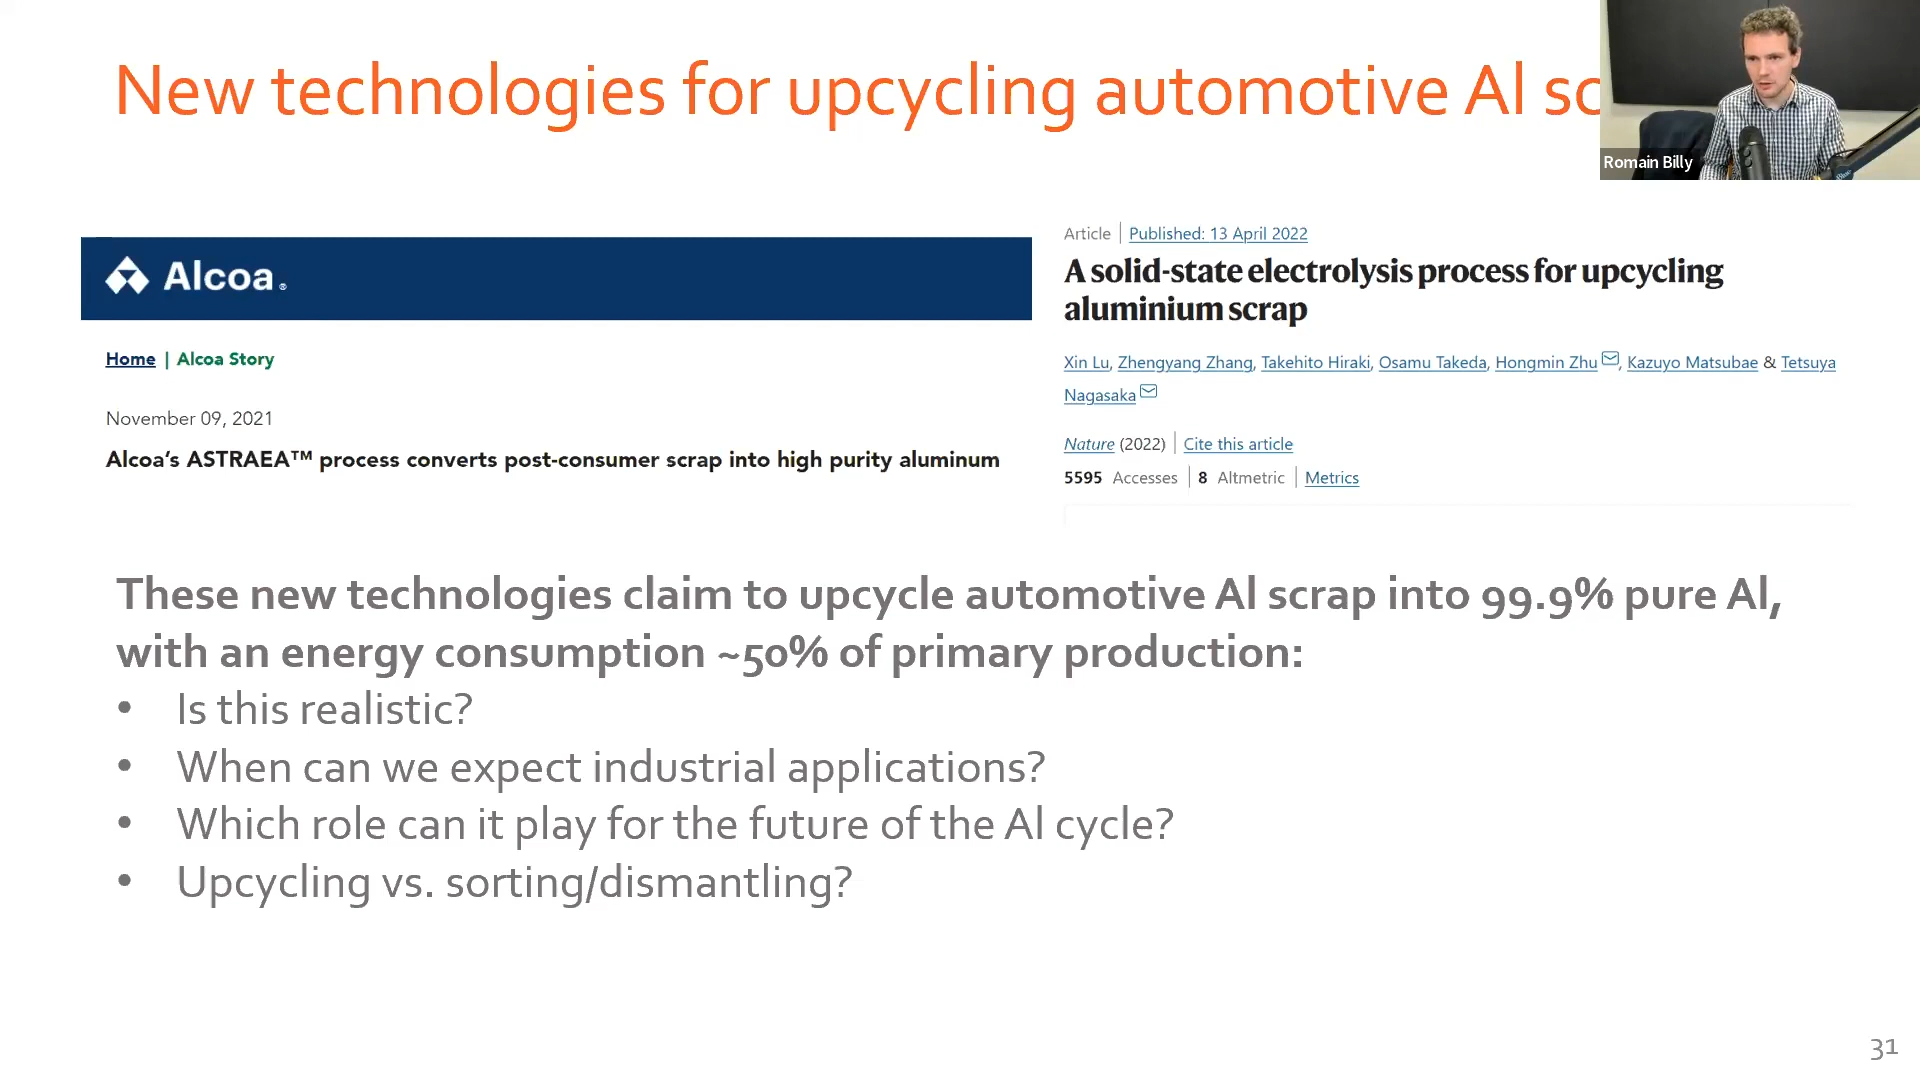 New technologies for upcycling automotive Al sc
Romain Billy
Alcoa®
Home | Alcoa Story
November 09, 2021
Alcoa's ASTRAEA™ process converts post-consumer scrap into high purity aluminum
Article | Published: 13 April 2022
A solid-state electrolysis process for upcycling
aluminium scrap
Xin Lu, Zhengyang Zhang, Takehito Hiraki, Osamu Takeda, Hongmin Zhu, Kazuyo Matsubae & Tetsuya
Nagasaka
Nature (2022) | Cite this article
5595 Accesses | 8 Altmetric | Metrics
These new technologies claim to upcycle automotive Al scrap into 99.9% pure Al,
with an energy consumption ~50% of primary production:
• Is this realistic?
• When can we expect industrial applications?
• Which role can it play for the future of the Al cycle?
• Upcycling vs. sorting/dismantling?
31